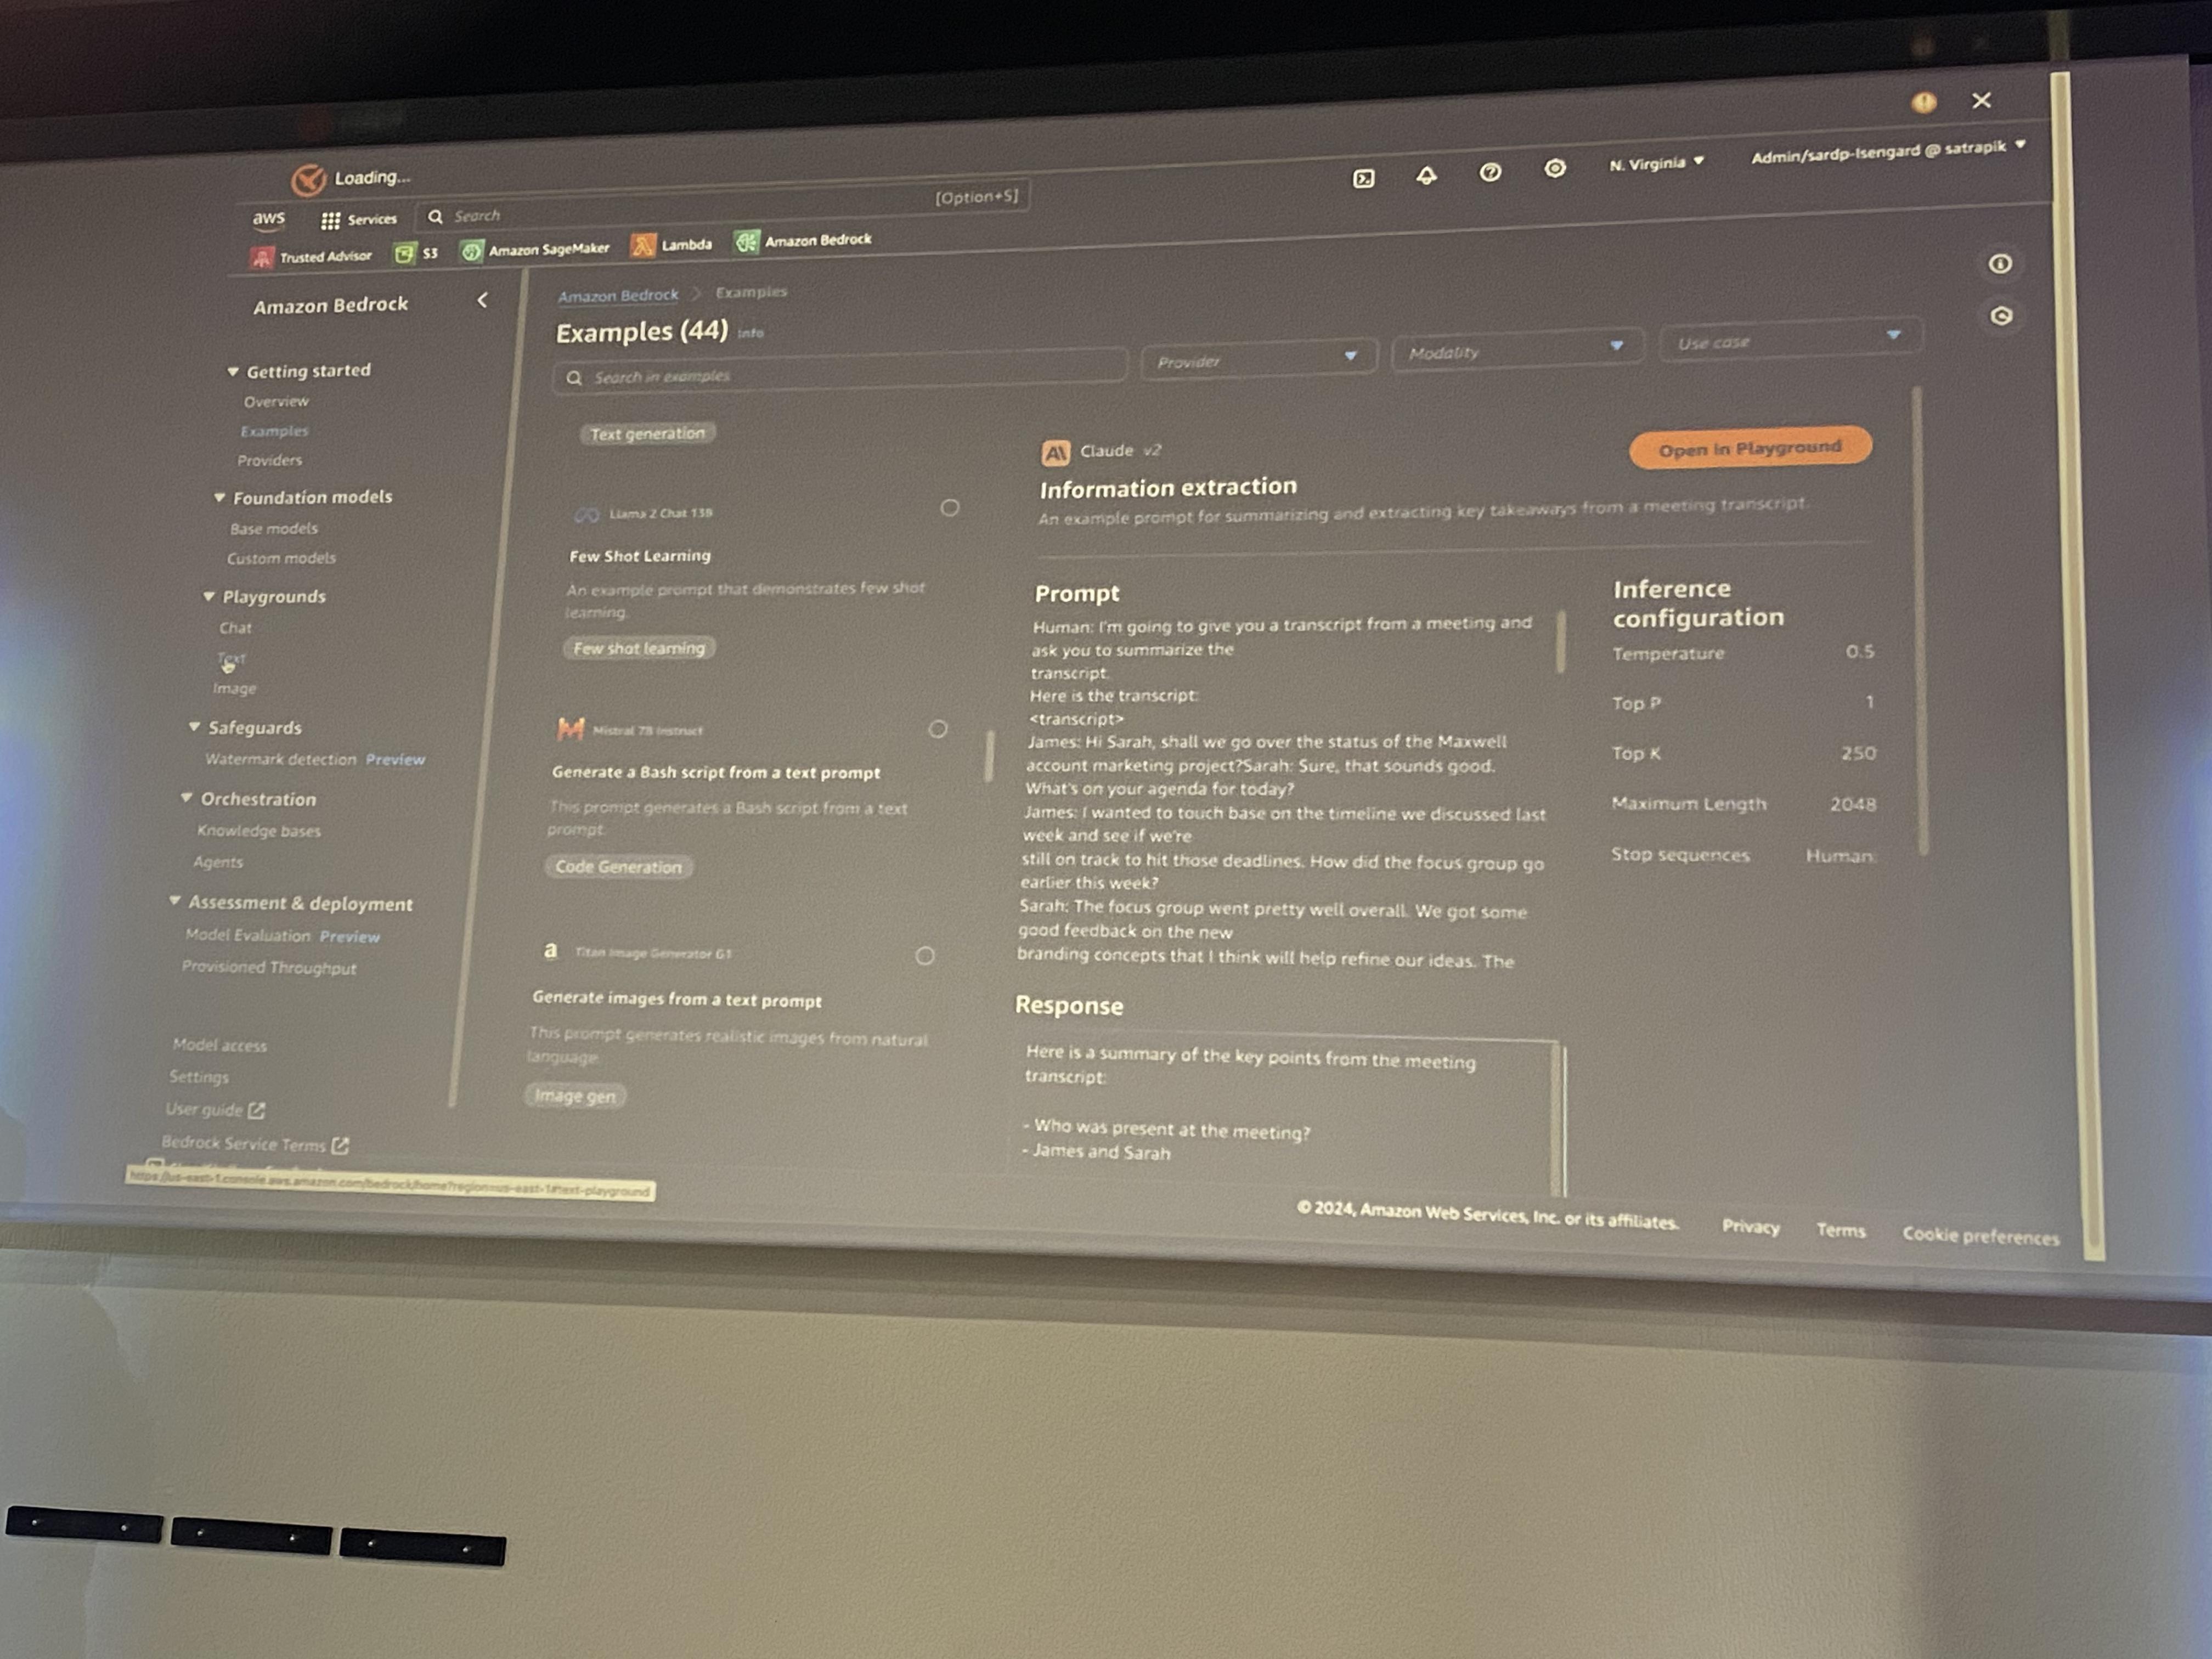 Loading...
aws
Services
Search
[Option+S]
N. Virginia
Admin/sardp-Isengard @ satrapik
Trusted Advisor
S3
Amazon SageMaker
Lambda
Amazon Bedrock
Amazon Bedrock
Getting started
Overview
Examples
Providers
Foundation models
Base models
Custom models
Playgrounds
Chat
Text
Image
Safeguards
Watermark detection Preview
Orchestration
Knowledge bases
Agents
Assessment & deployment
Model Evaluation Preview
Provisioned Throughput
Model access
Settings
User guide
Bedrock Service Terms
https://us-east-1.console.aws.amazon.com/bedrock/home?region=us-east-1#text-playground
Amazon Bedrock > Examples
Examples (44) Info
Search in examples
Provider
Modality
Use case
Text generation
Llama 2 Chat 13B
Few Shot Learning
An example prompt that demonstrates few shot
learning.
Few shot learning
Mistral 7B Instruct
Generate a Bash script from a text prompt
This prompt generates a Bash script from a text
prompt.
Code Generation
a
Titan Image Generator G1
Generate images from a text prompt
This prompt generates realistic images from natural
language.
Image gen
A\ Claude v2
Open in Playground
Information extraction
An example prompt for summarizing and extracting key takeaways from a meeting transcript.
Prompt
Human: I'm going to give you a transcript from a meeting and
ask you to summarize the
transcript.
Here is the transcript:
<transcript>
James: Hi Sarah, shall we go over the status of the Maxwell
account marketing project?Sarah: Sure, that sounds good.
What's on your agenda for today?
James: I wanted to touch base on the timeline we discussed last
week and see if we're
still on track to hit those deadlines. How did the focus group go
earlier this week?
Sarah: The focus group went pretty well overall. We got some
good feedback on the new
branding concepts that I think will help refine our ideas. The
Inference
configuration
Temperature 0.5
Top P 1
Top K 250
Maximum Length 2048
Stop sequences Human:
Response
Here is a summary of the key points from the meeting
transcript:
- Who was present at the meeting?
- James and Sarah
© 2024, Amazon Web Services, Inc. or its affiliates.
Privacy
Terms
Cookie preferences